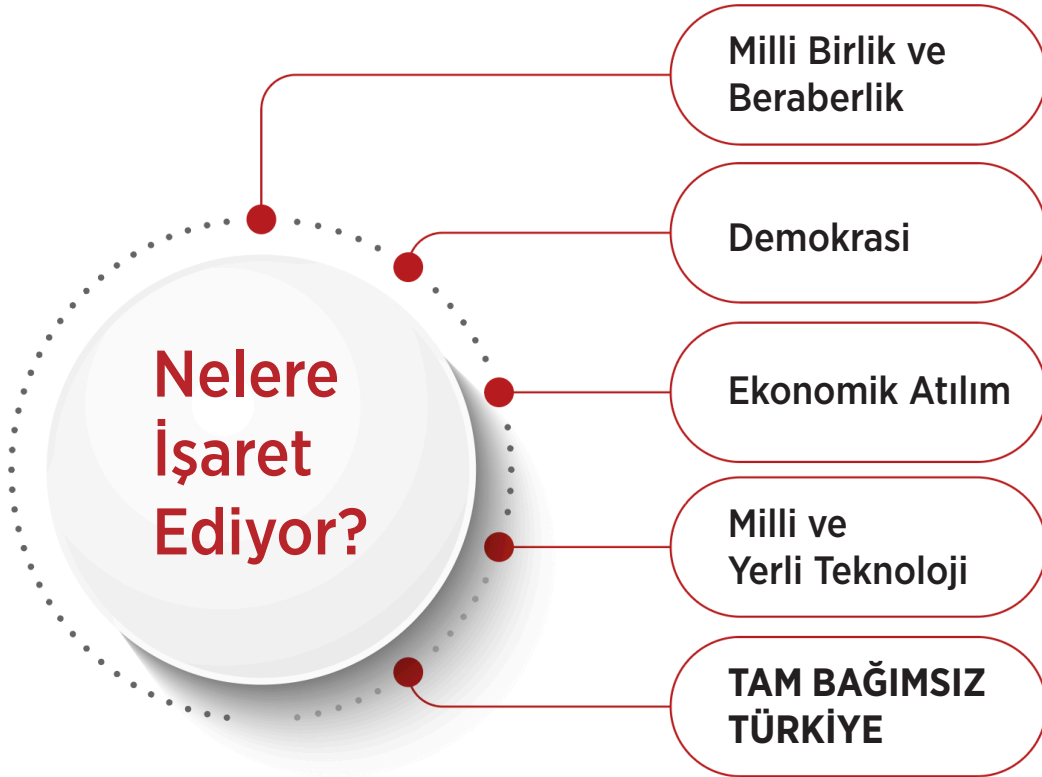 Nelere
İşaret
Ediyor?
Milli Birlik ve
Beraberlik
Demokrasi
Ekonomik Atılım
Milli ve
Yerli Teknoloji
TAM BAĞIMSIZ
TÜRKİYE